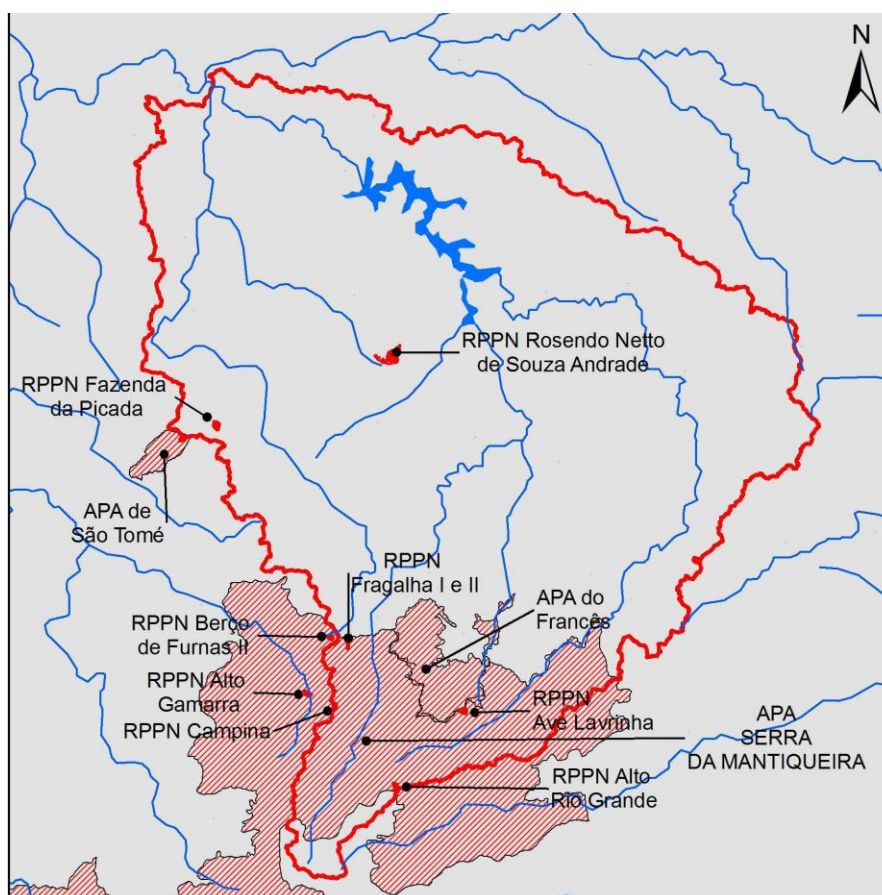 N
RPPN Rosendo Netto
de Souza Andrade
RPPN Fazenda
da Picada
APA de
São Tomé
RPPN
Fragalha I e II
APA do
Francês
RPPN Berço
de Furnas II
RPPN Alto
Gamarra
RPPN Campina
RPPN
Ave Lavrinha
APA
SERRA
DA MANTIQUEIRA
RPPN Alto
Rio Grande